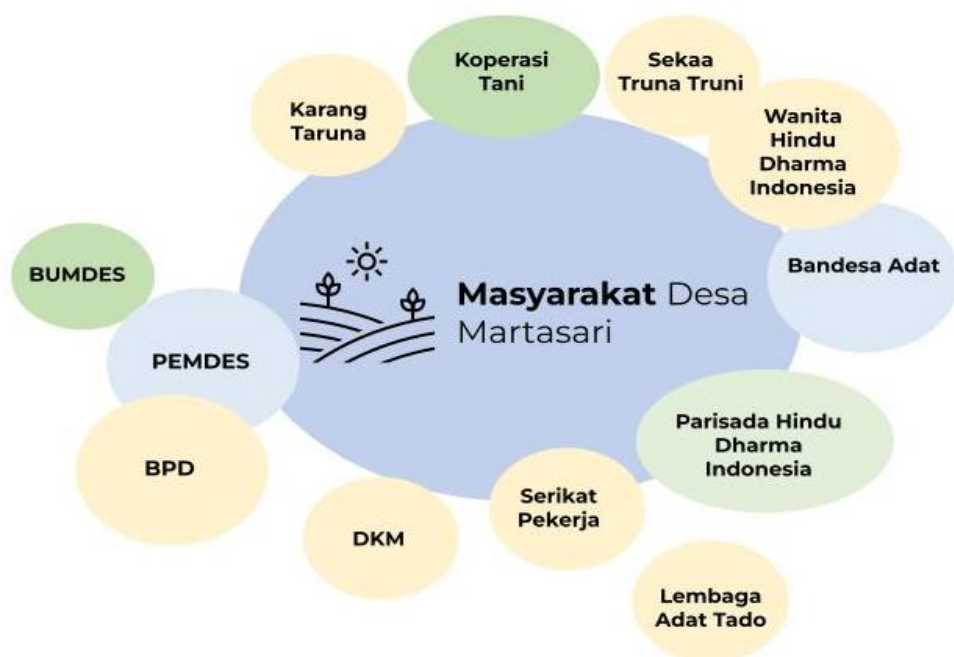 Koperasi
Tani
Sekaa
Truna Truni
Karang
Taruna
Wanita
Hindu
Dharma
Indonesia
BUMDES
Bandesa Adat
Masyarakat Desa
Martasari
PEMDES
Parisada Hindu
Dharma
Indonesia
BPD
Serikat
Pekerja
DKM
Lembaga
Adat Tado